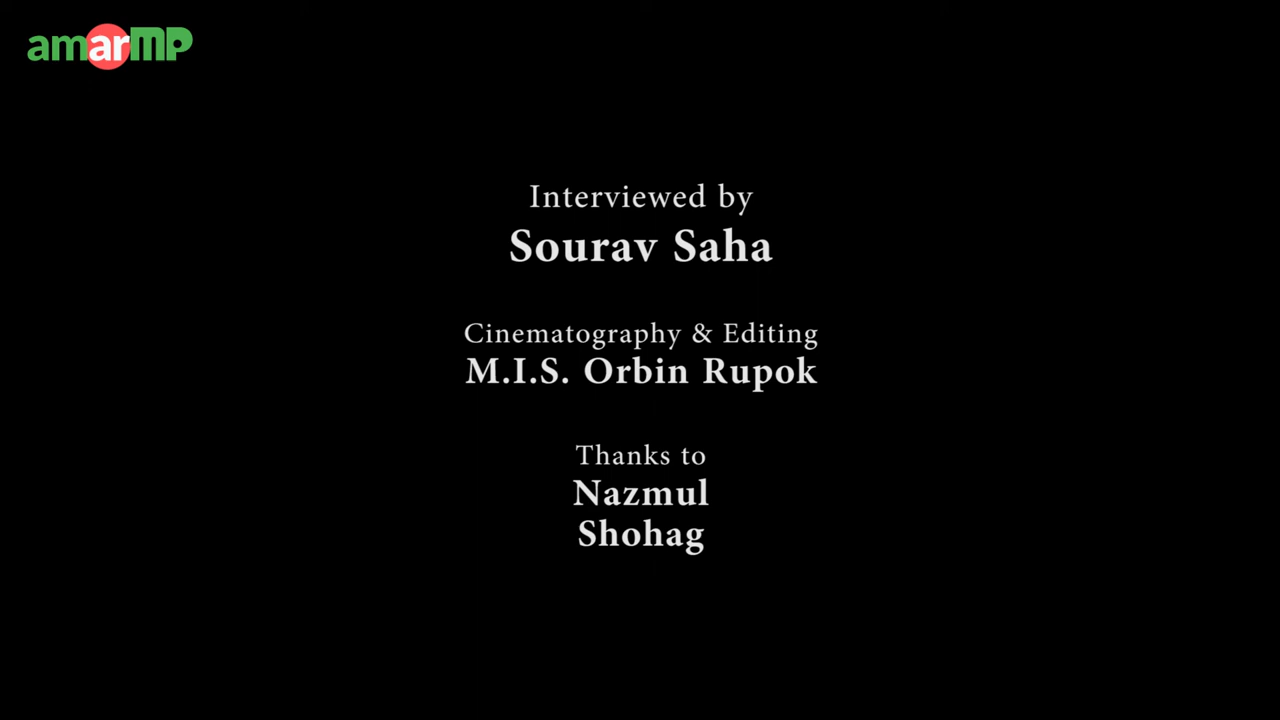 amarMP
Interviewed by
Sourav Saha
Cinematography & Editing
M.I.S. Orbin Rupok
Thanks to
Nazmul
Shohag